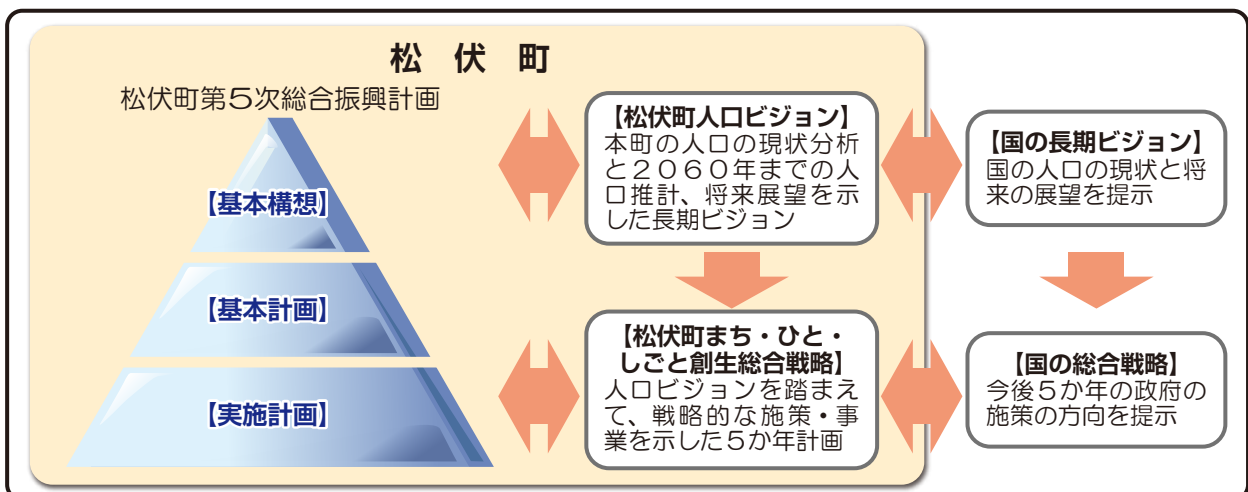 松伏町
松伏町第5次総合振興計画
【基本構想】
【基本計画】
【実施計画】
【松伏町人口ビジョン】
本町の人口の現状分析
と2060年までの人
口推計、将来展望を示
した長期ビジョン
【松伏町まち・ひと・
しごと創生総合戦略】
人口ビジョンを踏まえ
て、戦略的な施策・事
業を示した5か年計画
【国の長期ビジョン】
国の人口の現状と将
来の展望を提示
【国の総合戦略】
今後5か年の政府の
施策の方向を提示